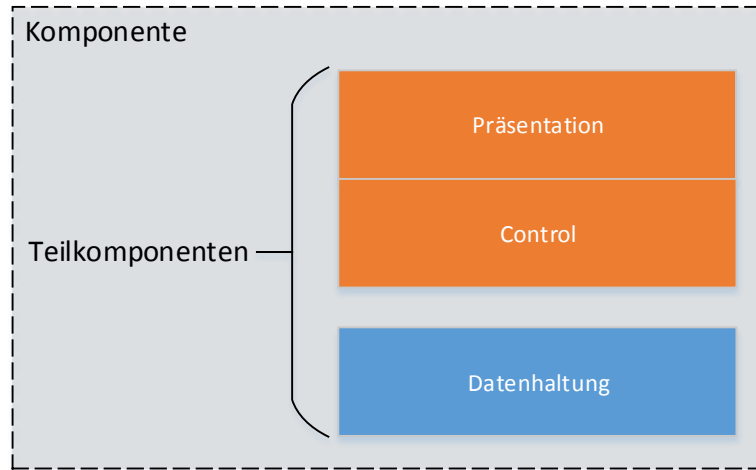 Komponente
Präsentation
Control
Teilkomponenten
Datenhaltung